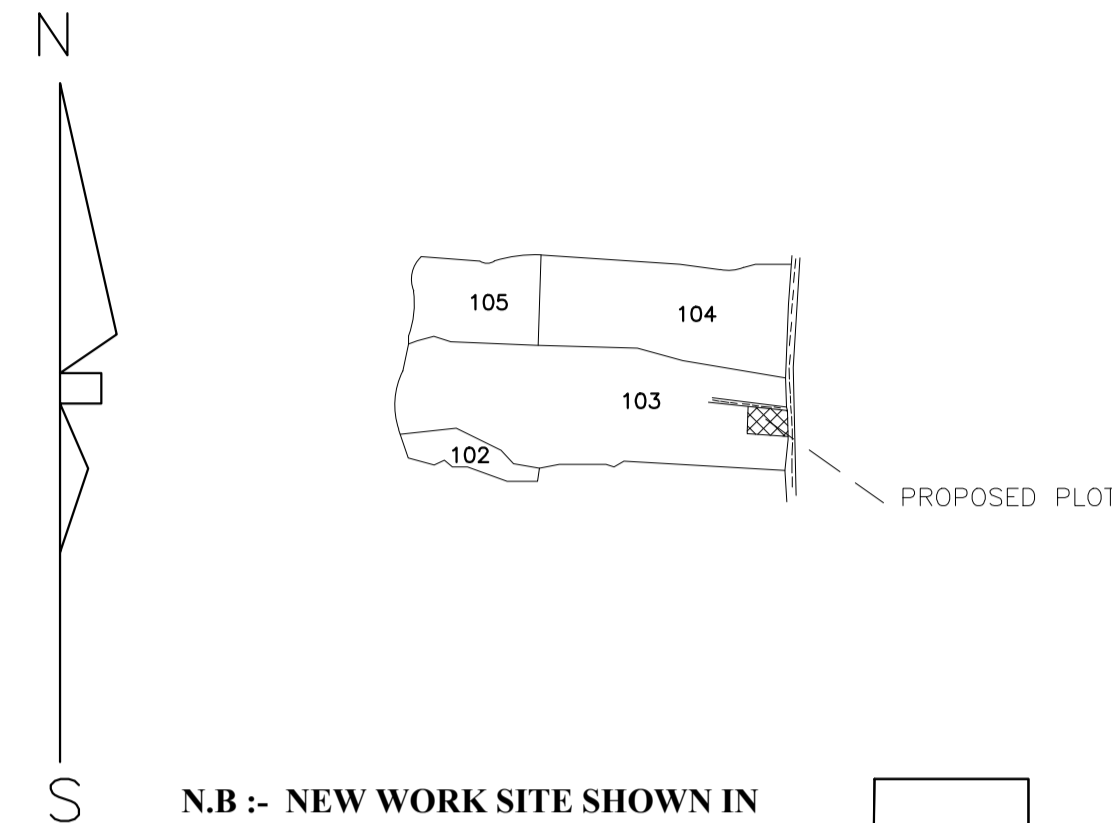 N
105
104
103
102
PROPOSED PLOT
S
N.B :- NEW WORK SITE SHOWN IN